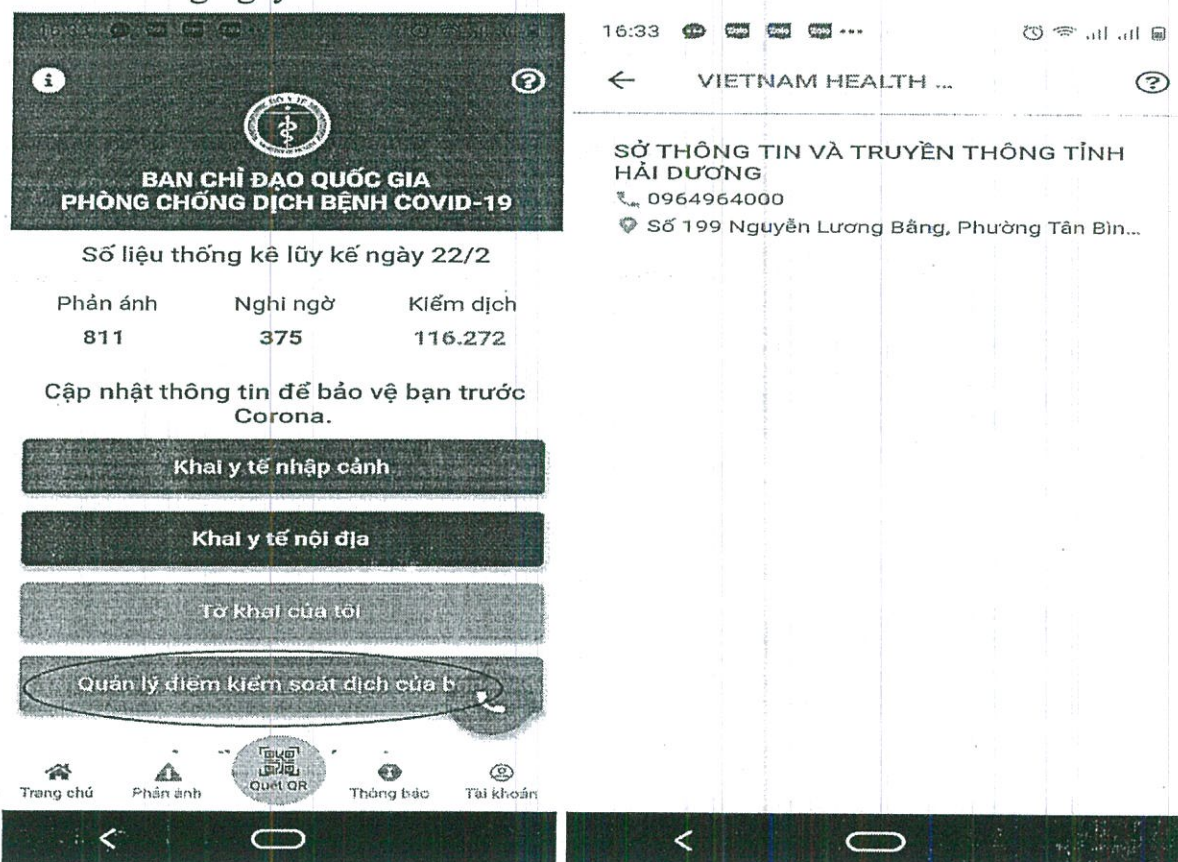 BAN CHỈ ĐẠO QUỐC GIA
PHÒNG CHỐNG DỊCH BỆNH COVID-19
Số liệu thống kê lũy kế ngày 22/2
Phản ánh Nghi ngờ Kiểm dịch
811 375 116.272
Cập nhật thông tin để bảo vệ bạn trước
Corona.
Khai y tế nhập cảnh
Khai y tế nội địa
Tờ khai của tôi
Quản lý điểm kiểm soát dịch của b
Trang chủ Phản ánh Quét QR Thông báo Tài khoản
16:33
VIETNAM HEALTH ...
SỞ THÔNG TIN VÀ TRUYỀN THÔNG TỈNH
HẢI DƯƠNG
0964964000
Số 199 Nguyễn Lương Bằng, Phường Tân Bìn...